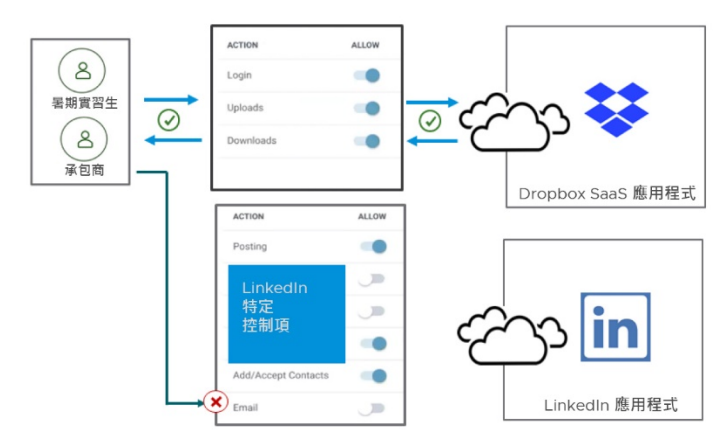 暑期實習生
承包商
ACTION ALLOW
Login
Uploads
Downloads
Dropbox SaaS 應用程式
ACTION ALLOW
Posting
LinkedIn
特定
控制項
Add/Accept Contacts
Email
in
LinkedIn 應用程式